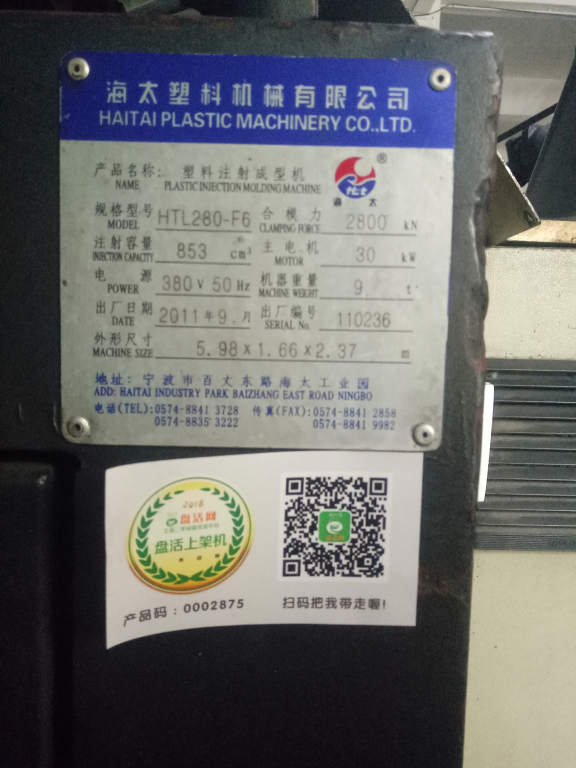 海太塑料机械有限公司
HAITAI PLASTIC MACHINERY CO.,LTD.
产品名称: 塑料注射成型机
NAME PLASTIC INJECTION MOLDING MACHINE
®
海 太
规格型号 HTL280-F6 合模力 2800 kN
MODEL CLAMPING FORCE
注射容量 853 cm³ 主电机 30 kW
INJECTION CAPACITY MOTOR
电 源 380 V 50 Hz 机器重量 9. t
POWER MACHINE WEIGHT
出厂日期 2011年9.月 出厂编号 110236
DATE SERIAL No.
外形尺寸 5.98×1.66×2.37 m
MACHINE SIZE
地址: 宁波市百丈东路海太工业园
ADD: HAITAI INDUSTRY PARK BAIZHANG EAST ROAD NINGBO
电话(TEL):0574-8841 3728 传真(FAX):0574-8841 2858
0574-8835 3222 0574-8841 9982
2018
盘活网
盘活上架机
产品码:0002875
扫码把我带走喔!